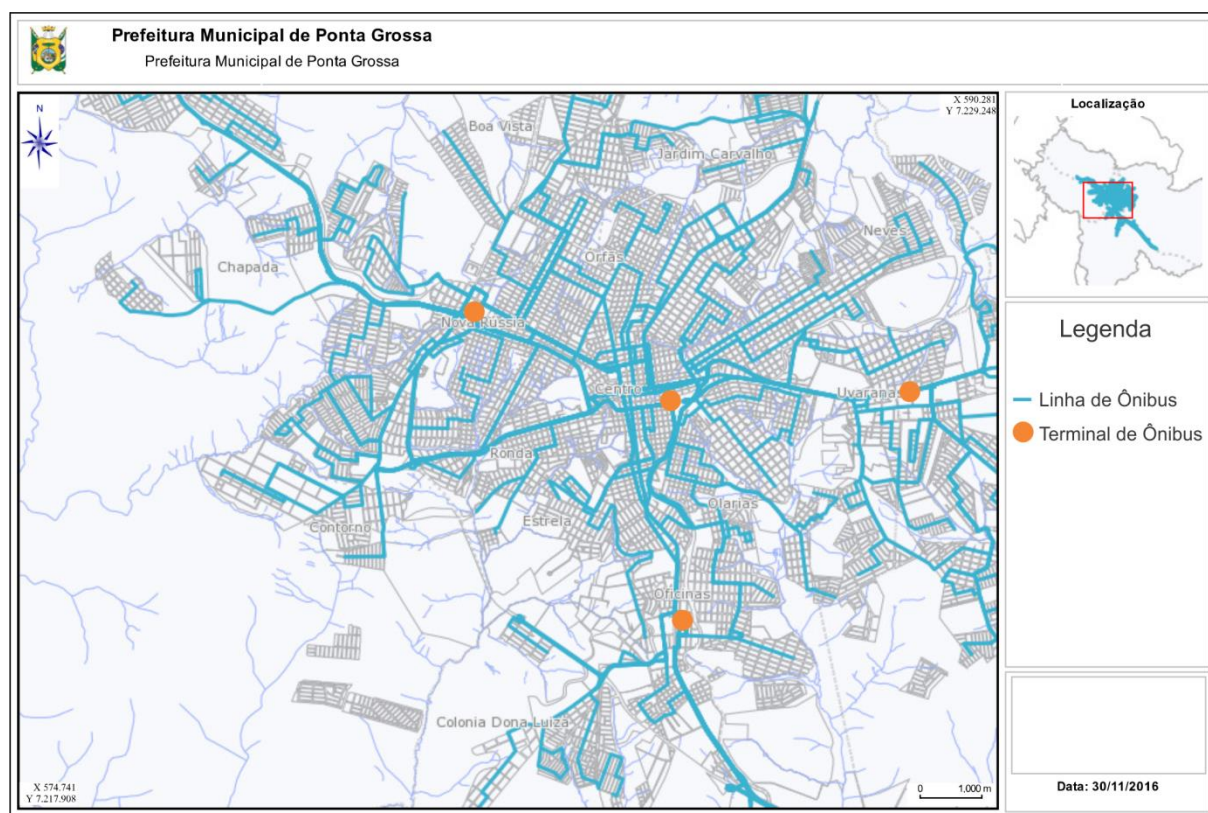 Prefeitura Municipal de Ponta Grossa
Prefeitura Municipal de Ponta Grossa
N
X 590.281
Y 7.229.248
Boa Vista
Jardim Carvalho
Neves
Orfãs
Chapada
Nova Rússia
Centro
Uvaranas
Ronda
Olarias
Estrela
Contorno
Oficinas
Colonia Dona Luiza
X 574.741
Y 7.217.908
0 1,000 m
Localização
Legenda
Linha de Ônibus
Terminal de Ônibus
Data: 30/11/2016